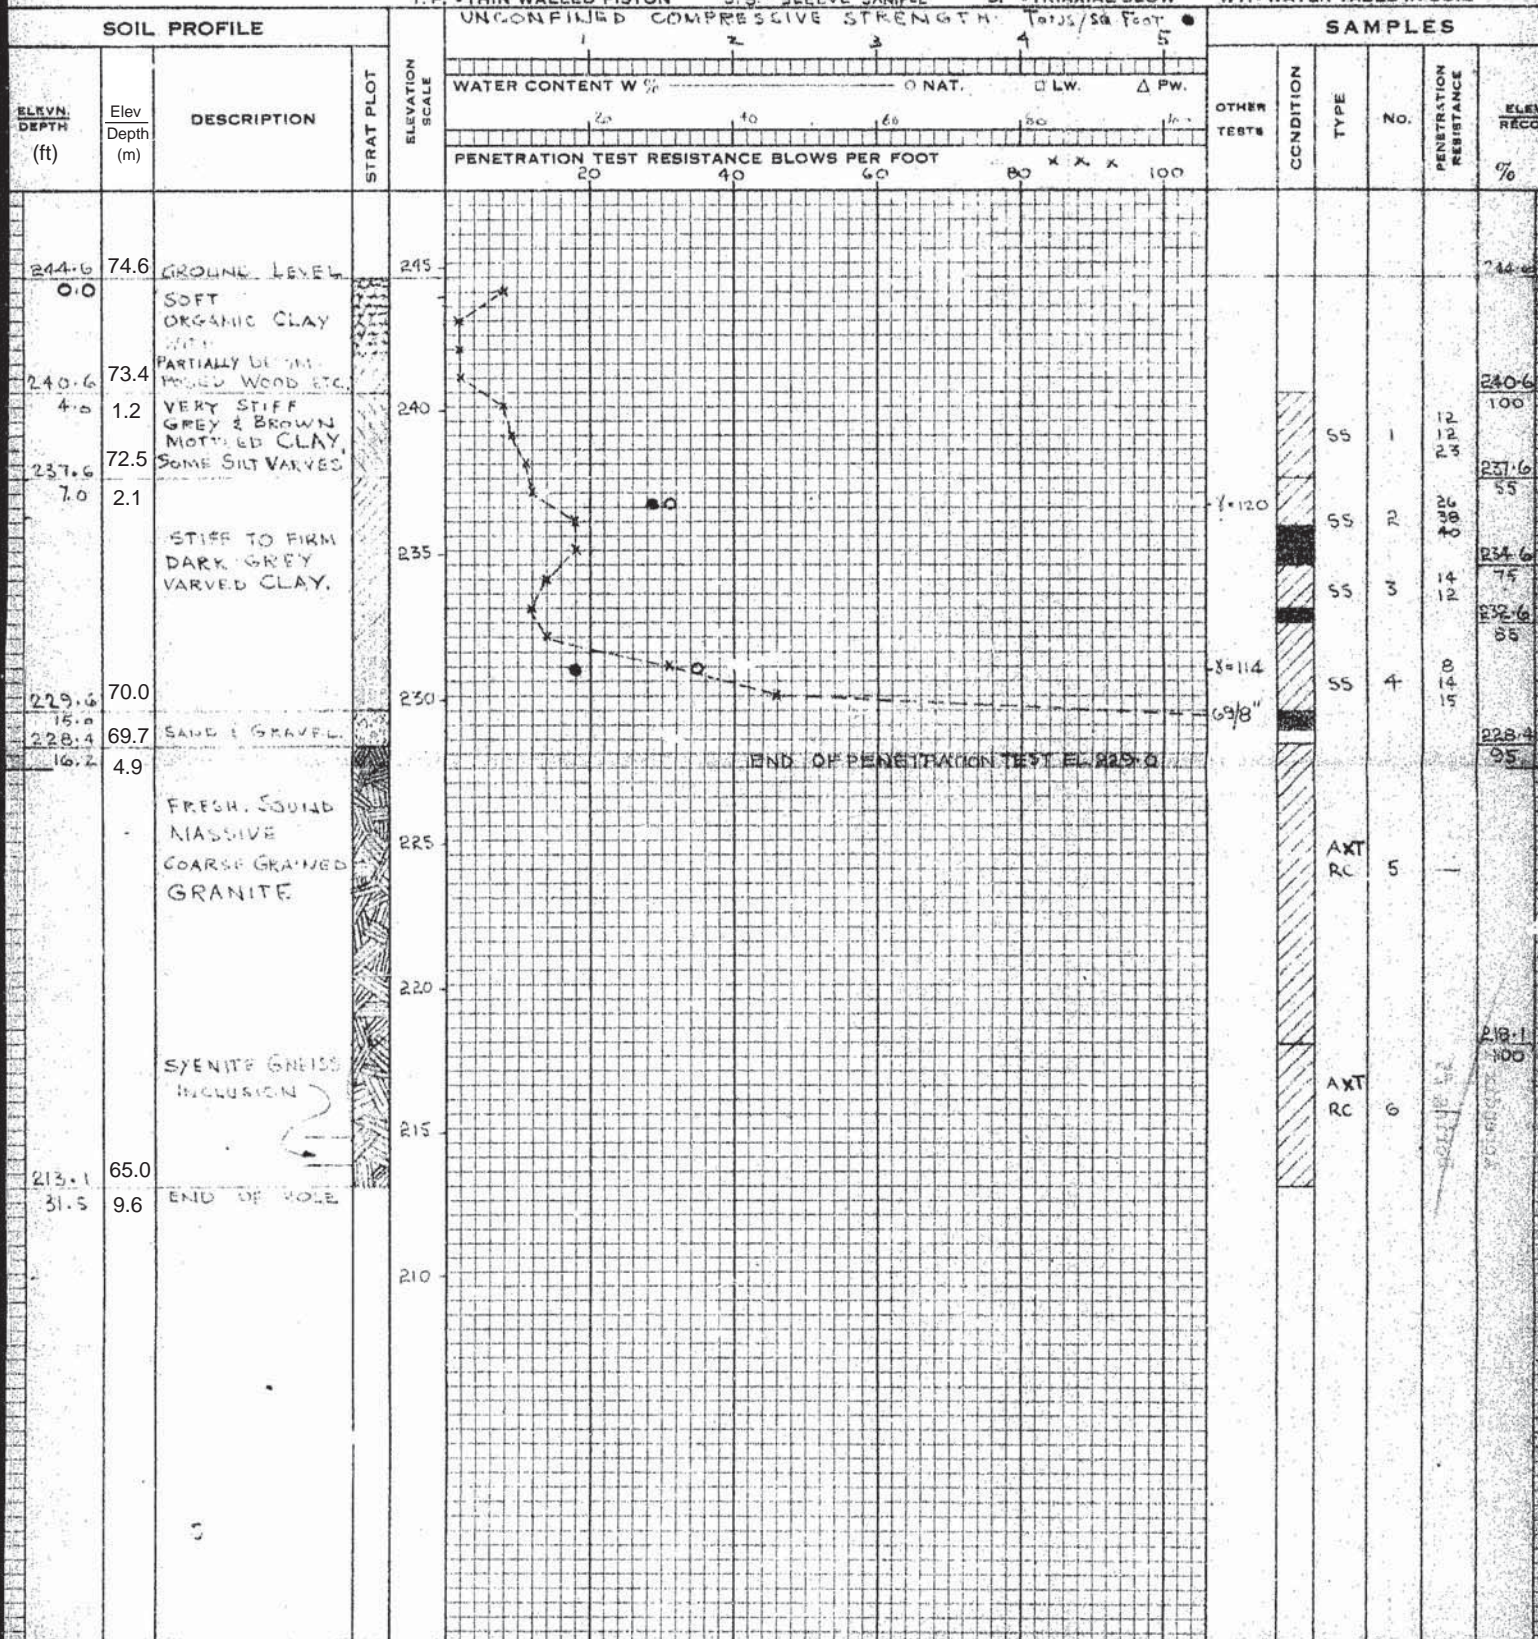 SOIL PROFILE
UNCONFINED COMPRESSIVE STRENGTH Tons/sq Foot
1 2 3 4 5
SAMPLES
ELEVN. DEPTH
(ft)
Elev
Depth
(m)
DESCRIPTION
STRAT PLOT
ELEVATION SCALE
WATER CONTENT W % NAT. LW. PW.
20 40 60 80
PENETRATION TEST RESISTANCE BLOWS PER FOOT x x x
20 40 60 80 100
OTHER TESTS
CONDITION
TYPE
No.
PENETRATION RESISTANCE
%
244.6 74.6 GROUND LEVEL
0.0
245
SOFT
ORGANIC CLAY
WITH
PARTIALLY
240.6 73.4 WOOD ETC.
4.0 1.2 VERY STIFF
GREY & BROWN
MOTTLED CLAY,
237.6 72.5 SOME SILT VARVES
7.0 2.1
240
240.6
100
SS 1 12
12
23
237.6
55
γ=120
SS 2 26
38
40
STIFF TO FIRM
DARK GREY
VARVED CLAY.
235
234.6
75
SS 3 14
12
232.6
65
γ=114
SS 4 8
14
15
229.6 70.0
15.0
230
69/8"
228.4 69.7 SAND & GRAVEL.
16.2 4.9
228.4
95
END OF PENETRATION TEST EL 229.0
FRESH, SOUND
MASSIVE
COARSE GRAINED
GRANITE
225
AXT
RC 5 —
220
218.1
100
SYENITE GNEISS
INCLUSION
AXT
RC 6
215
213.1 65.0
31.5 9.6 END OF HOLE
210